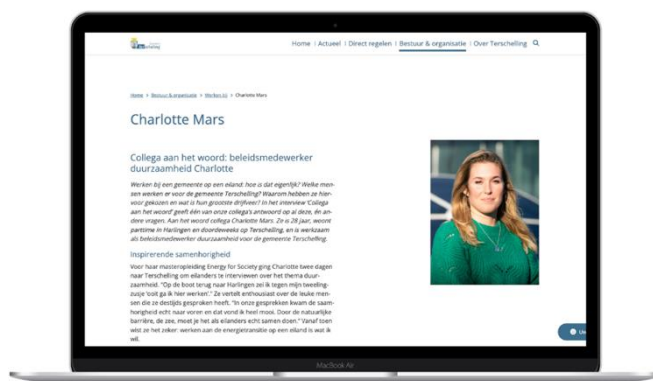 Home | Actueel | Direct regelen | Bestuur & organisatie | Over Terschelling
Home > Bestuur & organisatie > Werken bij > Charlotte Mars
Charlotte Mars
Collega aan het woord: beleidsmedewerker
duurzaamheid Charlotte
Werken bij een gemeente op een eiland: hoe is dat eigenlijk? Welke men-
sen werken er voor de gemeente Terschelling? Waarom hebben ze hier-
voor gekozen en wat is hun grootste drijfveer? In het interview 'Collega
aan het woord' geeft één van onze collega's antwoord op al deze, én an-
dere vragen. Aan het woord collega Charlotte Mars. Ze is 28 jaar, woont
parttime in Harlingen en doordeweeks op Terschelling, en is werkzaam
als beleidsmedewerker duurzaamheid voor de gemeente Terschelling.
Inspirerende samenhorigheid
Voor haar masteropleiding Energy for Society ging Charlotte twee dagen
naar Terschelling om eilanders te interviewen over het thema duur-
zaamheid. "Op de boot terug naar Harlingen zei ik tegen mijn tweeling-
zusje 'ooit ga ik hier werken'." Ze vertelt enthousiast over de leuke men-
sen die ze destijds gesproken heeft. "In onze gesprekken kwam de saam-
horigheid echt naar voren en dat vond ik heel mooi. Door de natuurlijke
barrière, de zee, moet je het als eilanders echt samen doen." Vanaf toen
wist ze het zeker: werken aan de energietransitie op een eiland is wat ik
wil.
MacBook Air